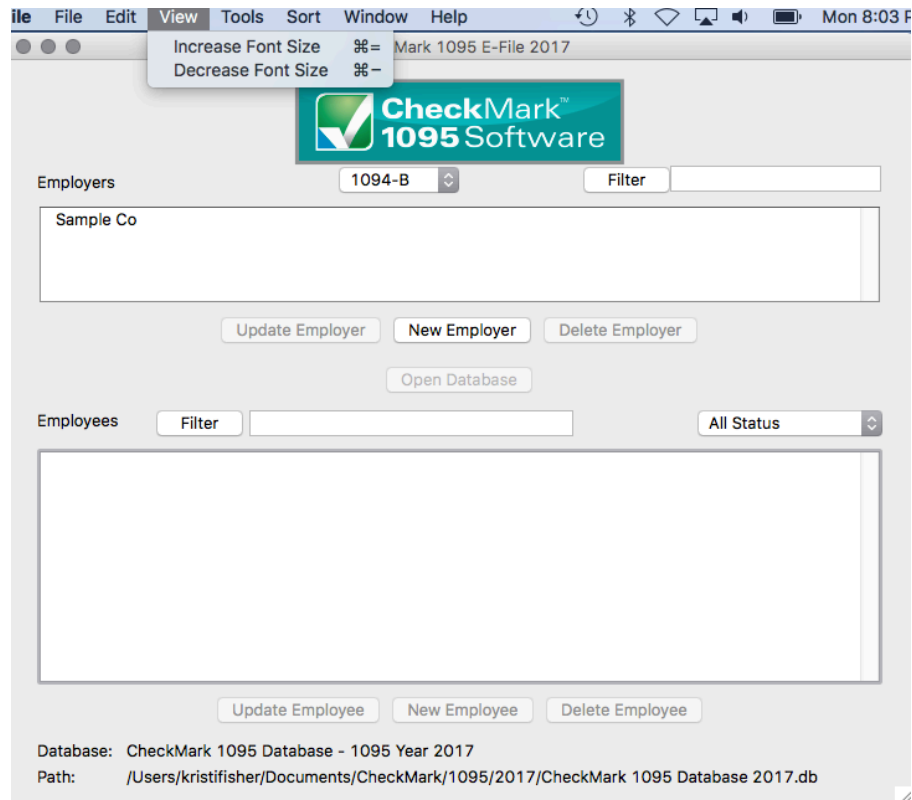 ile File Edit View Tools Sort Window Help Mon 8:03 P
Increase Font Size ⌘=
Decrease Font Size ⌘−
Mark 1095 E-File 2017
CheckMark™
1095 Software
Employers 1094-B Filter
Sample Co
Update Employer New Employer Delete Employer
Open Database
Employees Filter All Status
Update Employee New Employee Delete Employee
Database: CheckMark 1095 Database - 1095 Year 2017
Path: /Users/kristifisher/Documents/CheckMark/1095/2017/CheckMark 1095 Database 2017.db